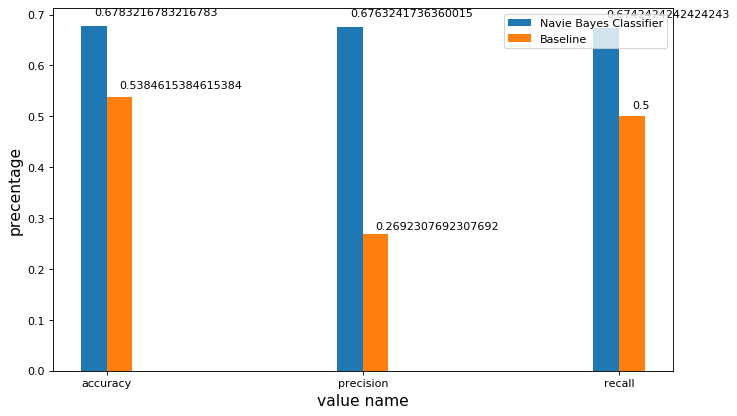 0.6783216783216783
0.6763241736360015
0.6742424242424243
Navie Bayes Classifier
Baseline
0.5384615384615384
0.5
0.2692307692307692
0.7
0.6
0.5
0.4
0.3
0.2
0.1
0.0
precentage
accuracy
precision
recall
value name